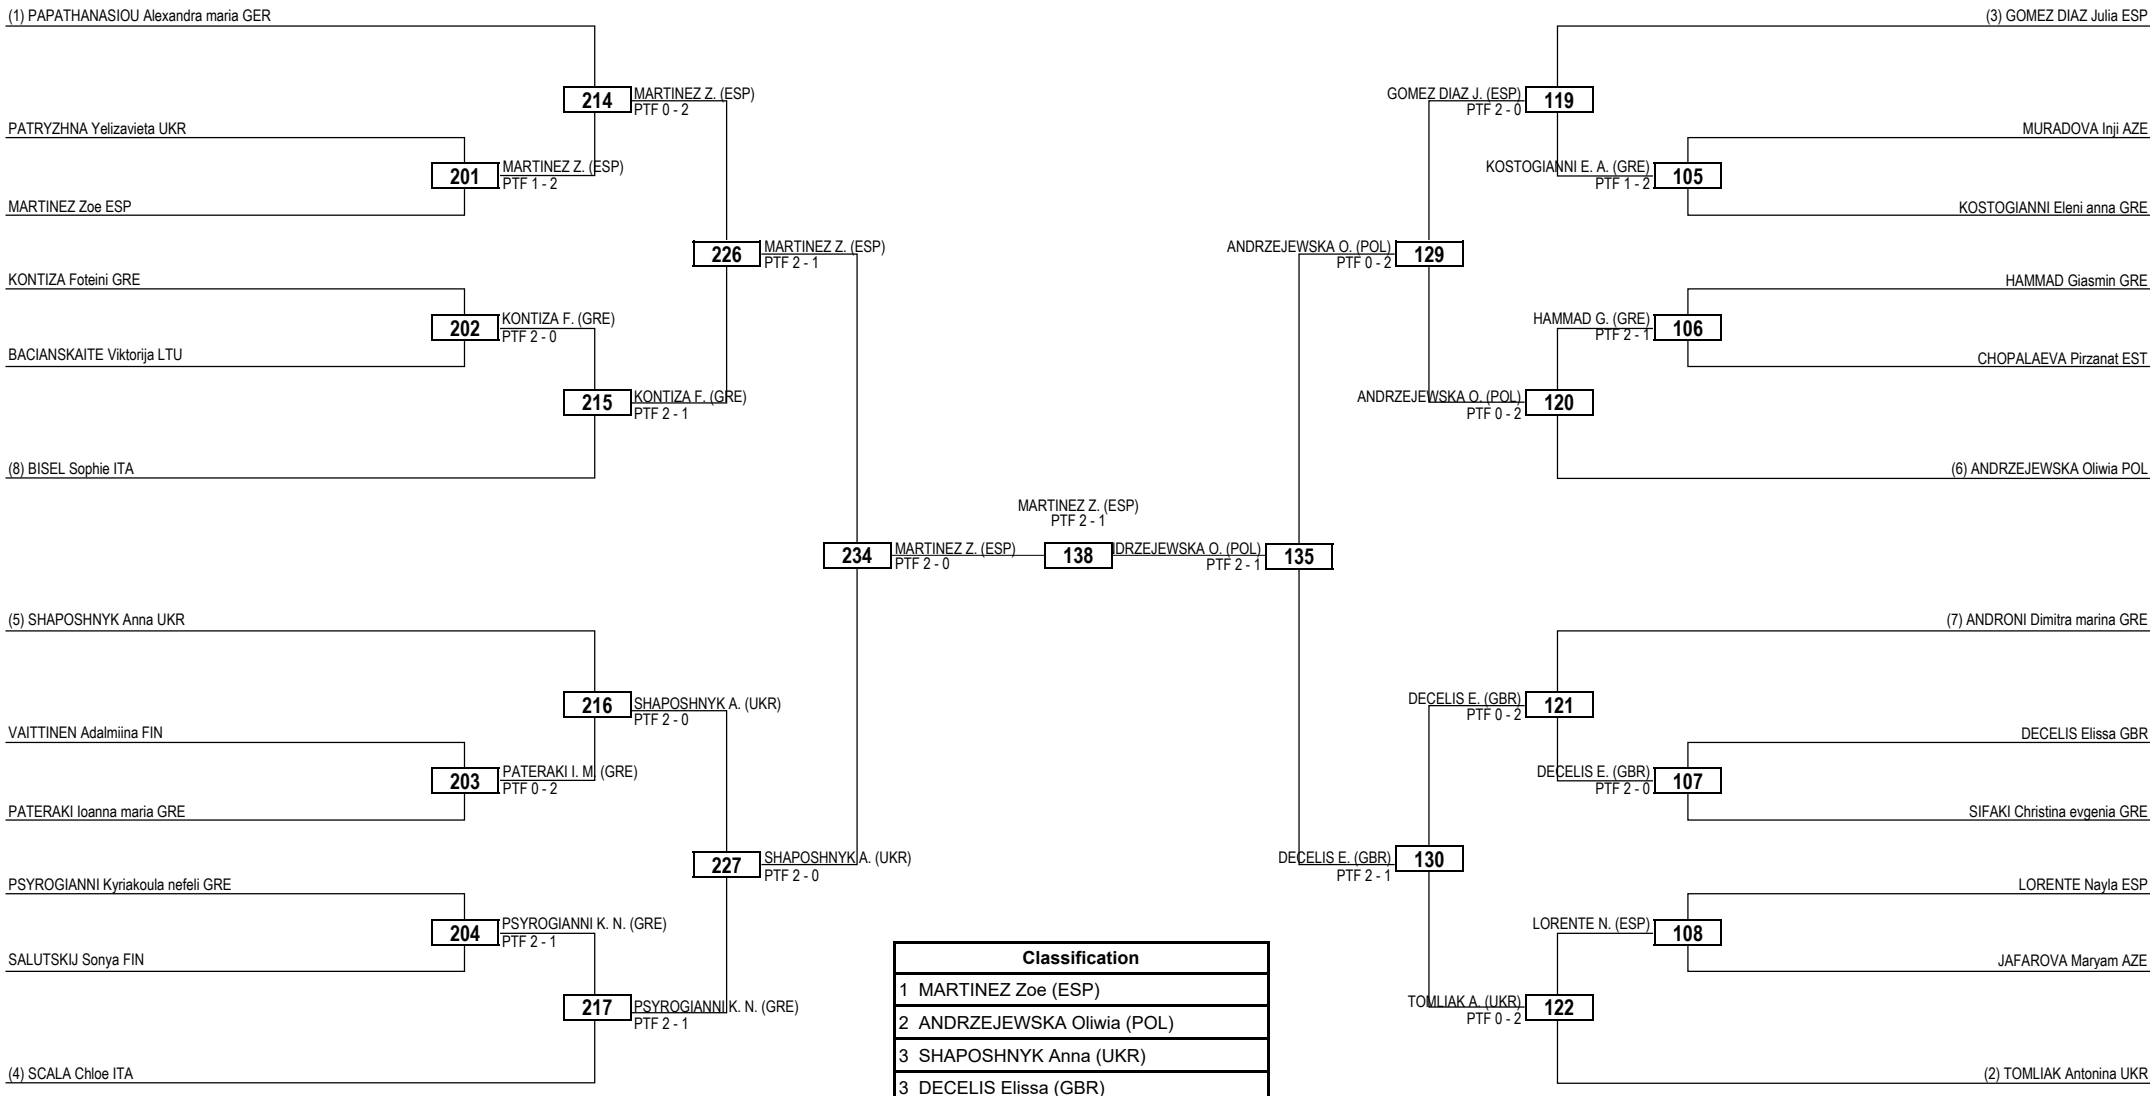 (1) PAPATHANASIOU Alexandra maria GER
214
MARTINEZ Z. (ESP)
PTF 0 - 2
PATRYZHNA Yelizavieta UKR
201
MARTINEZ Z. (ESP)
PTF 1 - 2
MARTINEZ Zoe ESP
226
MARTINEZ Z. (ESP)
PTF 2 - 1
KONTIZA Foteini GRE
202
KONTIZA F. (GRE)
PTF 2 - 0
BACIANSKAITE Viktorija LTU
215
KONTIZA F. (GRE)
PTF 2 - 1
(8) BISEL Sophie ITA
234
MARTINEZ Z. (ESP)
PTF 2 - 0
(5) SHAPOSHNYK Anna UKR
216
SHAPOSHNYK A. (UKR)
PTF 2 - 0
VAITTINEN Adalmiina FIN
203
PATERAKI I. M. (GRE)
PTF 0 - 2
PATERAKI Ioanna maria GRE
227
SHAPOSHNYK A. (UKR)
PTF 2 - 0
PSYROGIANNI Kyriakoula nefeli GRE
204
PSYROGIANNI K. N. (GRE)
PTF 2 - 1
SALUTSKIJ Sonya FIN
217
PSYROGIANNI K. N. (GRE)
PTF 2 - 1
(4) SCALA Chloe ITA
MARTINEZ Z. (ESP)
PTF 2 - 1
138
(3) GOMEZ DIAZ Julia ESP
GOMEZ DIAZ J. (ESP)
PTF 2 - 0
119
MURADOVA Inji AZE
KOSTOGIANNI E. A. (GRE)
PTF 1 - 2
105
KOSTOGIANNI Eleni anna GRE
ANDRZEJEWSKA O. (POL)
PTF 0 - 2
129
HAMMAD Giasmin GRE
HAMMAD G. (GRE)
PTF 2 - 1
106
CHOPALAEVA Pirzanat EST
ANDRZEJEWSKA O. (POL)
PTF 0 - 2
120
(6) ANDRZEJEWSKA Oliwia POL
DRZEJEWSKA O. (POL)
PTF 2 - 1
135
(7) ANDRONI Dimitra marina GRE
DECELIS E. (GBR)
PTF 0 - 2
121
DECELIS Elissa GBR
DECELIS E. (GBR)
PTF 2 - 0
107
SIFAKI Christina evgenia GRE
DECELIS E. (GBR)
PTF 2 - 1
130
LORENTE Nayla ESP
LORENTE N. (ESP)
108
JAFAROVA Maryam AZE
TOMLIAK A. (UKR)
PTF 0 - 2
122
(2) TOMLIAK Antonina UKR
Classification
1 MARTINEZ Zoe (ESP)
2 ANDRZEJEWSKA Oliwia (POL)
3 SHAPOSHNYK Anna (UKR)
3 DECELIS Elissa (GBR)